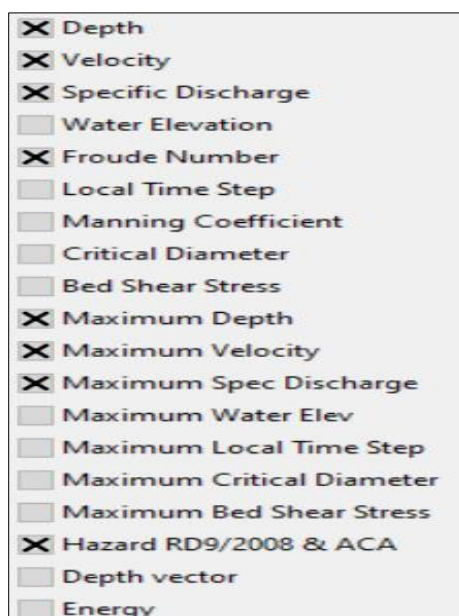 Depth
Velocity
Specific Discharge
Water Elevation
Froude Number
Local Time Step
Manning Coefficient
Critical Diameter
Bed Shear Stress
Maximum Depth
Maximum Velocity
Maximum Spec Discharge
Maximum Water Elev
Maximum Local Time Step
Maximum Critical Diameter
Maximum Bed Shear Stress
Hazard RD9/2008 & ACA
Depth vector
Energy